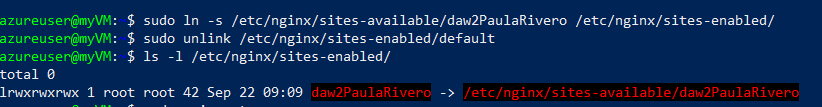 azureuser@myVM:~$ sudo ln -s /etc/nginx/sites-available/daw2PaulaRivero /etc/nginx/sites-enabled/
azureuser@myVM:~$ sudo unlink /etc/nginx/sites-enabled/default
azureuser@myVM:~$ ls -l /etc/nginx/sites-enabled/
total 0
lrwxrwxrwx 1 root root 42 Sep 22 09:09 daw2PaulaRivero -> /etc/nginx/sites-available/daw2PaulaRivero